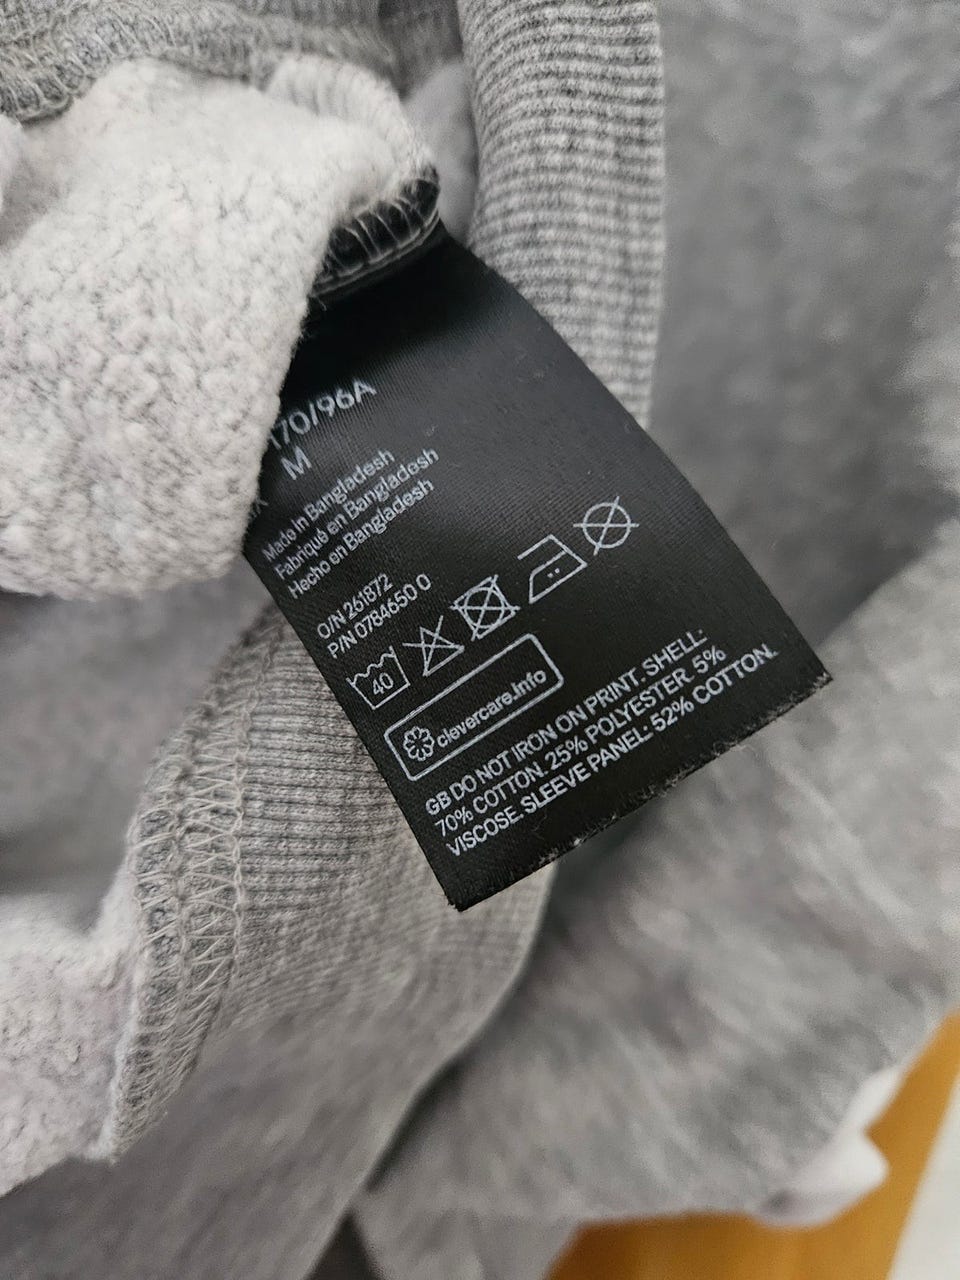 170/96A
M
Made in Bangladesh
Fabriqué en Bangladesh
Hecho en Bangladesh
O/N 261872
P/N 0784650 0
40
clevercare.info
GB DO NOT IRON ON PRINT. SHELL:
70% COTTON. 25% POLYESTER. 5%
VISCOSE. SLEEVE PANEL: 52% COTTON.